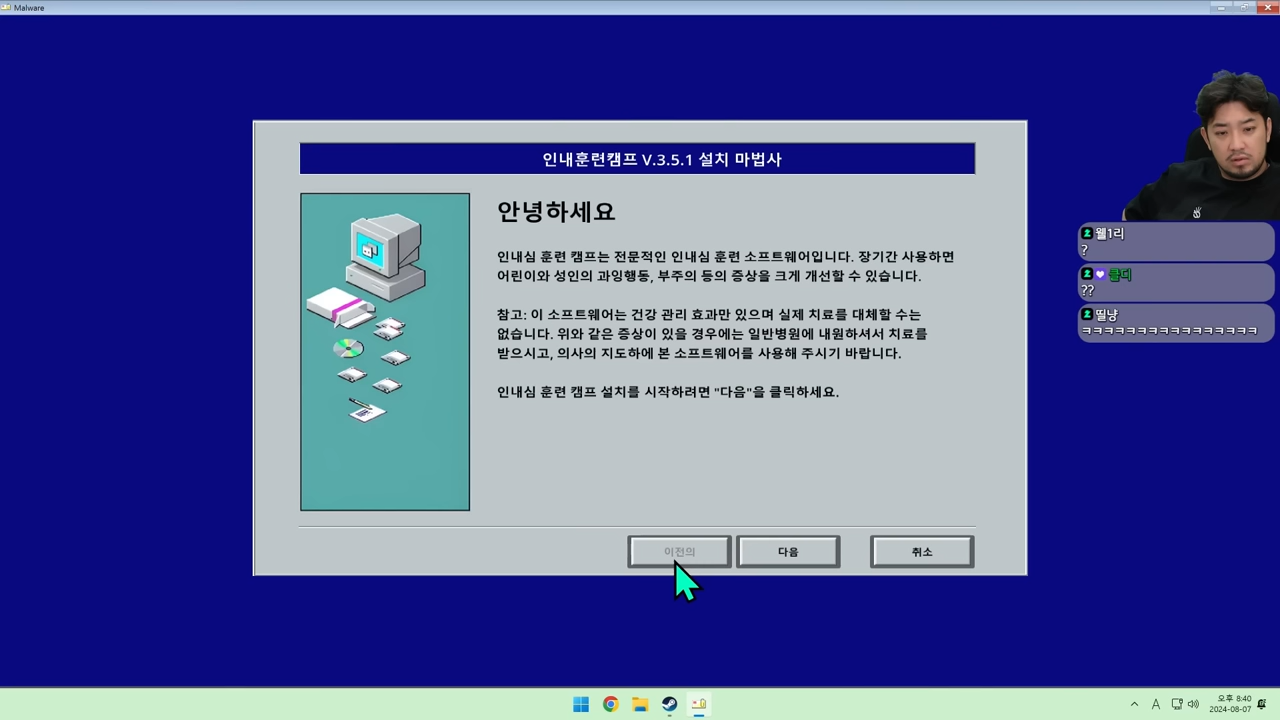 Malware
인내훈련캠프 V.3.5.1 설치 마법사
안녕하세요
인내심 훈련 캠프는 전문적인 인내심 훈련 소프트웨어입니다. 장기간 사용하면
어린이와 성인의 과잉행동, 부주의 등의 증상을 크게 개선할 수 있습니다.
참고: 이 소프트웨어는 건강 관리 효과만 있으며 실제 치료를 대체할 수는
없습니다. 위와 같은 증상이 있을 경우에는 일반병원에 내원하셔서 치료를
받으시고, 의사의 지도하에 본 소프트웨어를 사용해 주시기 바랍니다.
인내심 훈련 캠프 설치를 시작하려면 "다음"을 클릭하세요.
이전의
다음
취소
2 웰1리
?
2
??
2 띨냥
ㅋㅋㅋㅋㅋㅋㅋㅋㅋㅋㅋㅋㅋㅋㅋㅋ
A
오후 8:40
2024-08-07